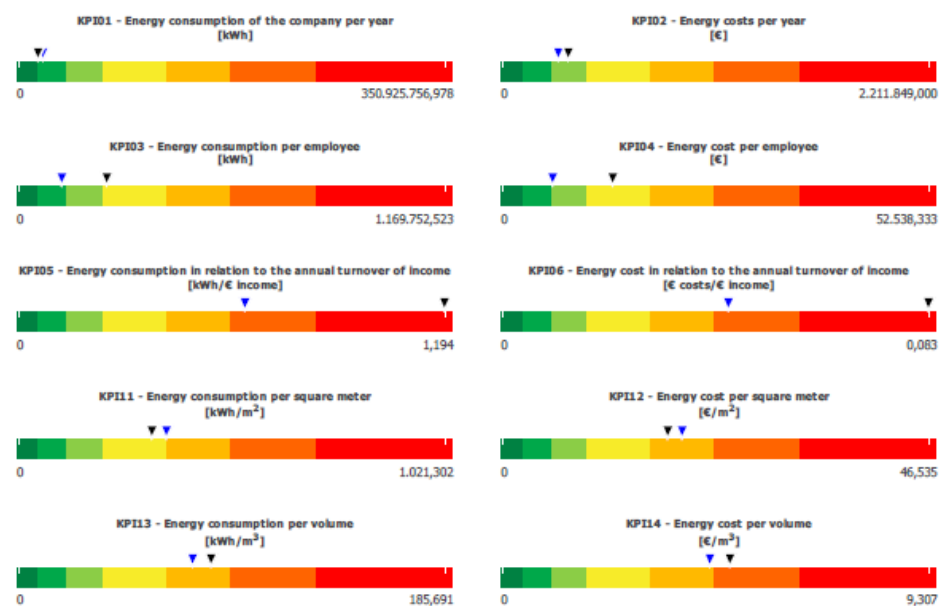 KPI01 - Energy consumption of the company per year
[kWh]
0
350.925.756,978
KPI02 - Energy costs per year
[€]
0
2.211.849,000
KPI03 - Energy consumption per employee
[kWh]
0
1.169.752,523
KPI04 - Energy cost per employee
[€]
0
52.538,333
KPI05 - Energy consumption in relation to the annual turnover of income
[kWh/€ income]
0
1,194
KPI06 - Energy cost in relation to the annual turnover of income
[€ costs/€ income]
0
0,083
KPI11 - Energy consumption per square meter
[kWh/m²]
0
1.021,302
KPI12 - Energy cost per square meter
[€/m²]
0
46,535
KPI13 - Energy consumption per volume
[kWh/m³]
0
185,691
KPI14 - Energy cost per volume
[€/m³]
0
9,307